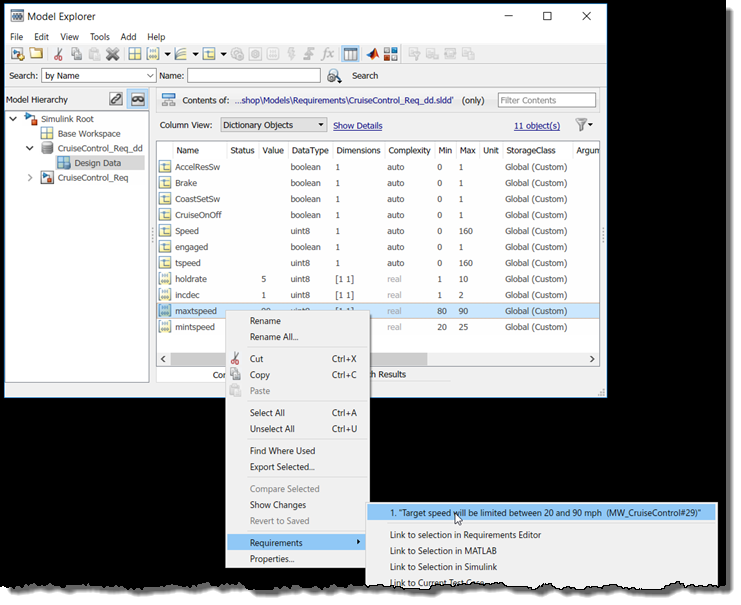 Model Explorer
File Edit View Tools Add Help
Search: by Name Name: Search
Model Hierarchy
Contents of: ...shop\Models\Requirements\CruiseControl_Req_dd.sldd' (only) Filter Contents
Column View: Dictionary Objects Show Details 11 object(s)
Simulink Root
Base Workspace
CruiseControl_Req_dd
Design Data
CruiseControl_Req
Name Status Value DataType Dimensions Complexity Min Max Unit StorageClass Argum
AccelResSw boolean 1 auto 0 1 Global (Custom)
Brake boolean 1 auto 0 1 Global (Custom)
CoastSetSw boolean 1 auto 0 1 Global (Custom)
CruiseOnOff boolean 1 auto 0 1 Global (Custom)
Speed uint8 1 auto 0 160 Global (Custom)
engaged boolean 1 auto 0 1 Global (Custom)
tspeed uint8 1 auto 0 160 Global (Custom)
holdrate 5 uint8 [1 1] real 1 10 Global (Custom)
incdec 1 uint8 [1 1] real 1 2 Global (Custom)
maxtspeed real 80 90 Global (Custom)
mintspeed real 20 25 Global (Custom)
Con h Results
Rename
Rename All...
Cut Ctrl+X
Copy Ctrl+C
Paste
Select All Ctrl+A
Unselect All Ctrl+U
Find Where Used
Export Selected...
Compare Selected
Show Changes
Revert to Saved
Requirements
Properties...
1. "Target speed will be limited between 20 and 90 mph (MW_CruiseControl#29)"
Link to selection in Requirements Editor
Link to Selection in MATLAB
Link to Selection in Simulink
Link to Current Test Case